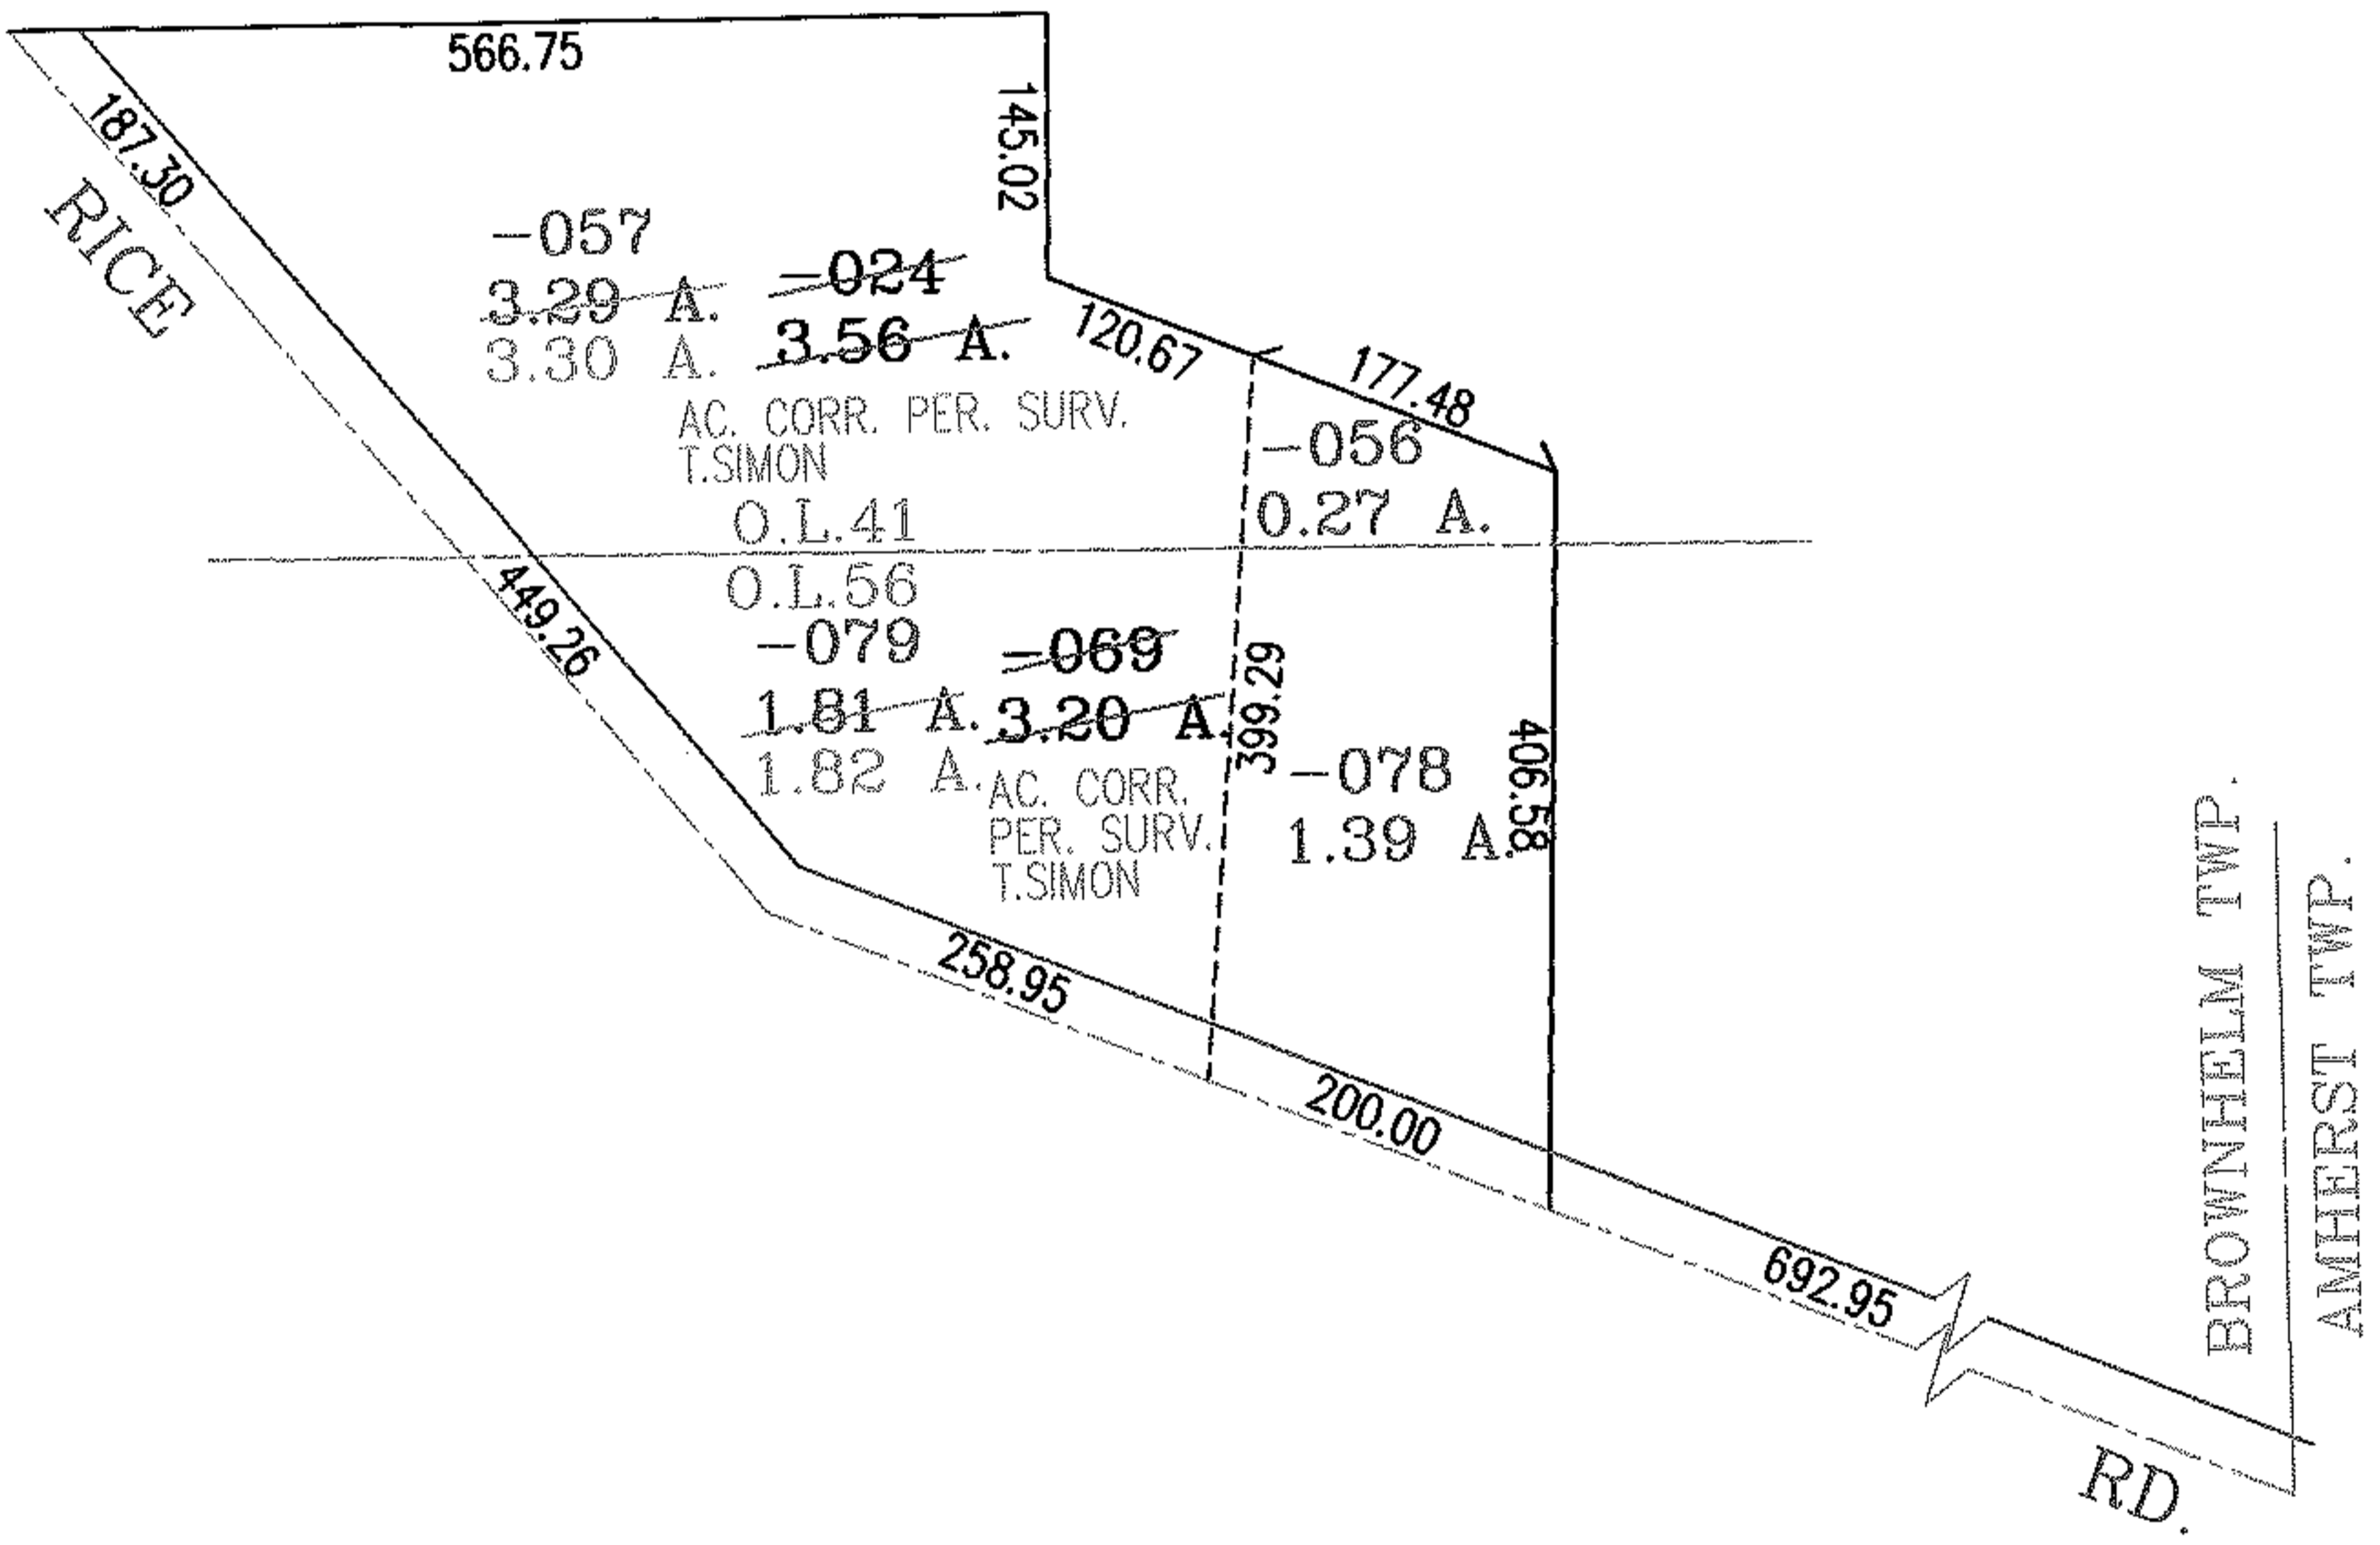 566.75
187.30
RICE
145.02
-057
3.29 A.
3.30 A.
-024
3.56 A.
AC. CORR. PER. SURV.
T.SIMON
120.67
177.48
-056
0.27 A.
O.L.41
O.L.56
449.26
-079
1.81 A.
1.82 A.
-069
3.20 A.
AC. CORR.
PER. SURV.
T.SIMON
399.29
-078
1.39 A.
406.58
258.95
200.00
692.95
RD.
BROWNHELM TWP.
AMHERST TWP.